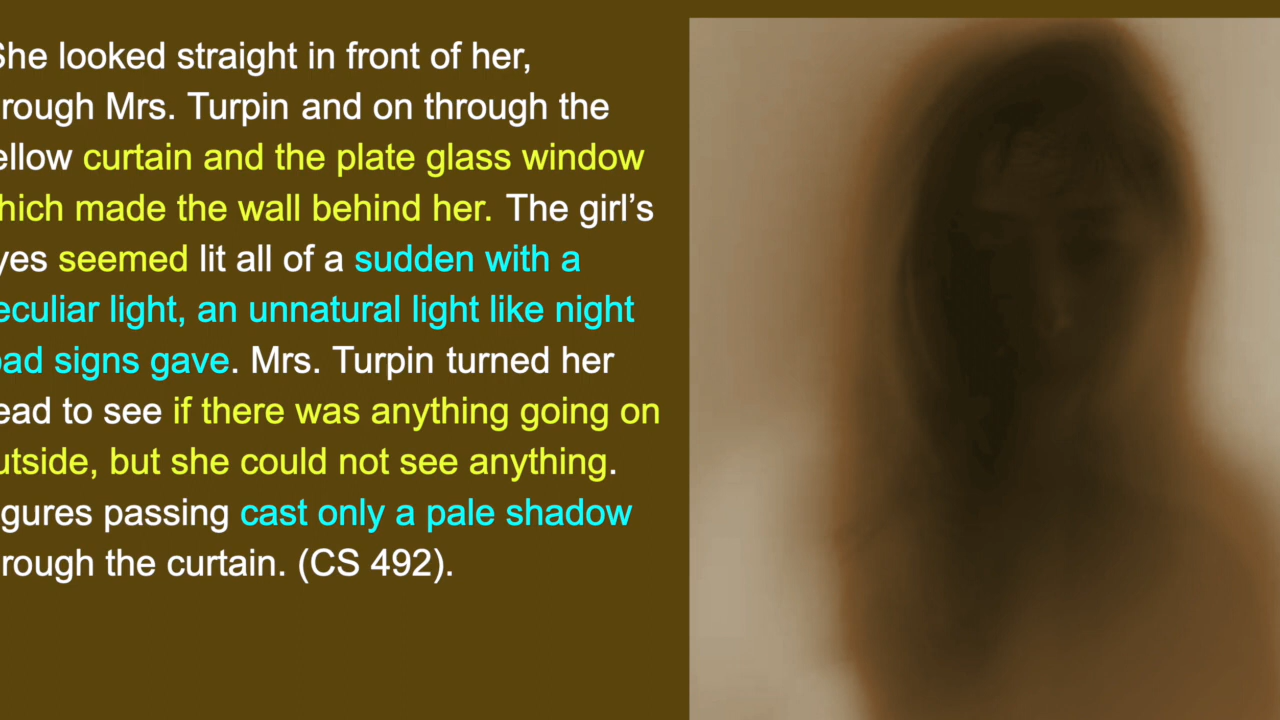 She looked straight in front of her,
rough Mrs. Turpin and on through the
ellow curtain and the plate glass window
hich made the wall behind her. The girl’s
yes seemed lit all of a sudden with a
eculiar light, an unnatural light like night
oad signs gave. Mrs. Turpin turned her
ead to see if there was anything going on
utside, but she could not see anything.
gures passing cast only a pale shadow
rough the curtain. (CS 492).